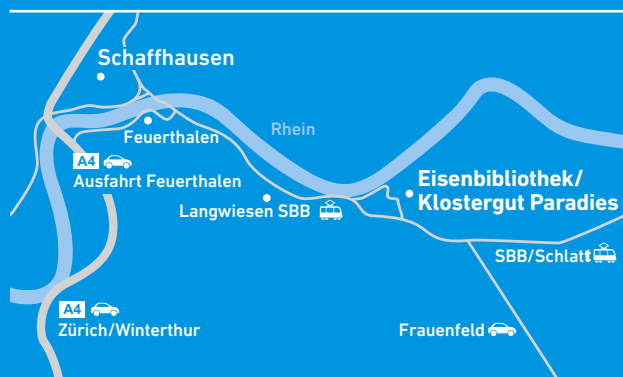 Schaffhausen
Feuerthalen
Rhein
A4
Ausfahrt Feuerthalen
Eisenbibliothek/
Klostergut Paradies
Langwiesen SBB
SBB/Schlatt
A4
Zürich/Winterthur
Frauenfeld